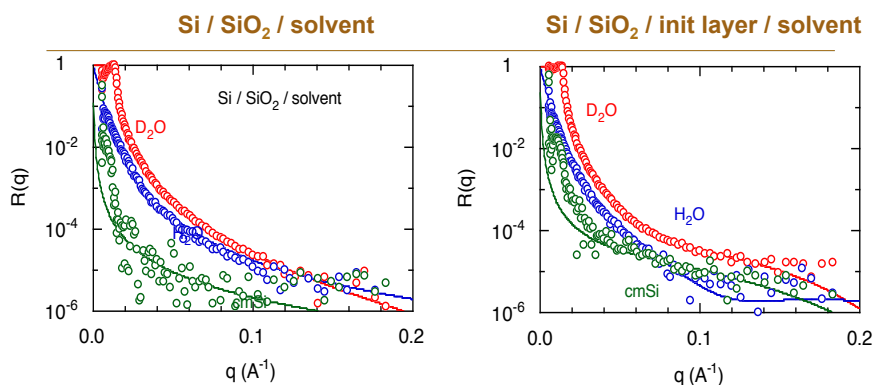 Si / SiO₂ / solvent
Si / SiO₂ / init layer / solvent
1
10⁻²
10⁻⁴
10⁻⁶
R(q)
0.0
0.1
0.2
q (A⁻¹)
Si / SiO₂ / solvent
D₂O
cmSi
1
10⁻²
10⁻⁴
10⁻⁶
R(q)
0.0
0.1
0.2
q (A⁻¹)
D₂O
H₂O
cmSi